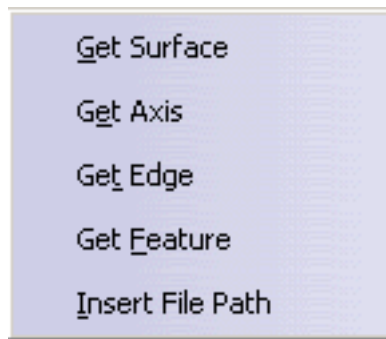 Get Surface
Get Axis
Get Edge
Get Feature
Insert File Path